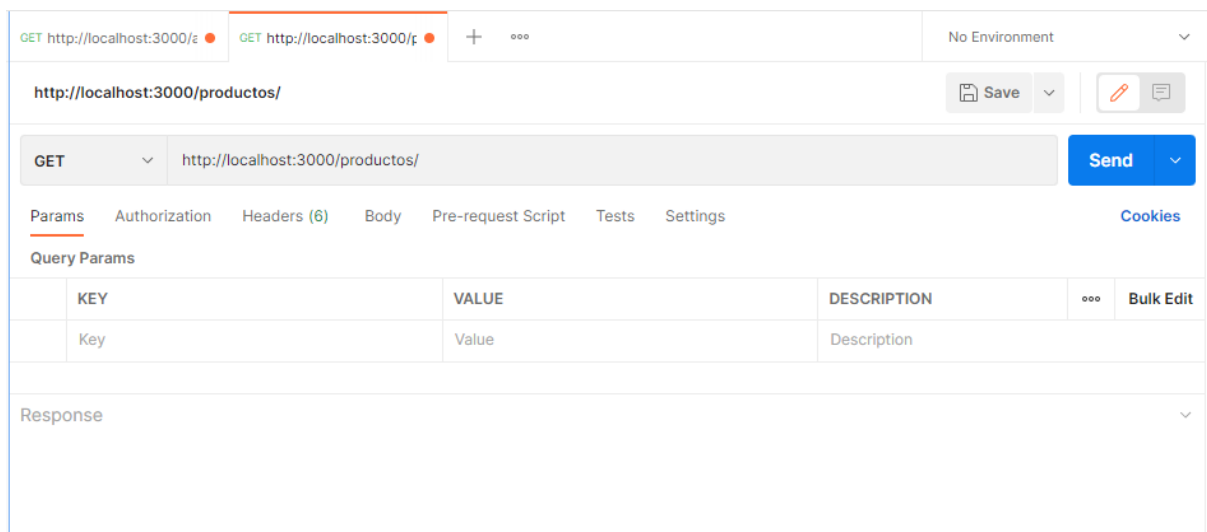 GET http://localhost:3000/a GET http://localhost:3000/p No Environment
http://localhost:3000/productos/ Save
GET http://localhost:3000/productos/ Send
Params Authorization Headers (6) Body Pre-request Script Tests Settings Cookies
Query Params
KEY VALUE DESCRIPTION Bulk Edit
Key Value Description
Response